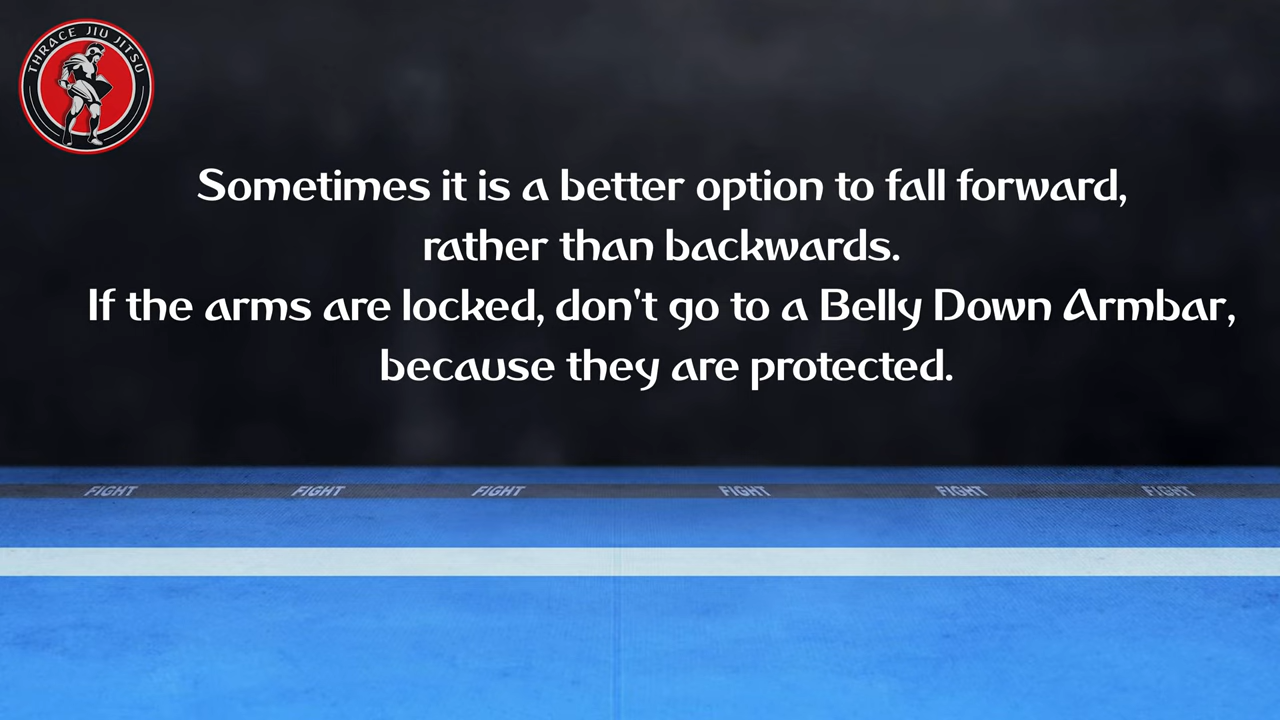 THRACE JIU JITSU
Sometimes it is a better option to fall forward,
rather than backwards.
If the arms are locked, don't go to a Belly Down Armbar,
because they are protected.
FIGHT FIGHT FIGHT FIGHT FIGHT FIGHT